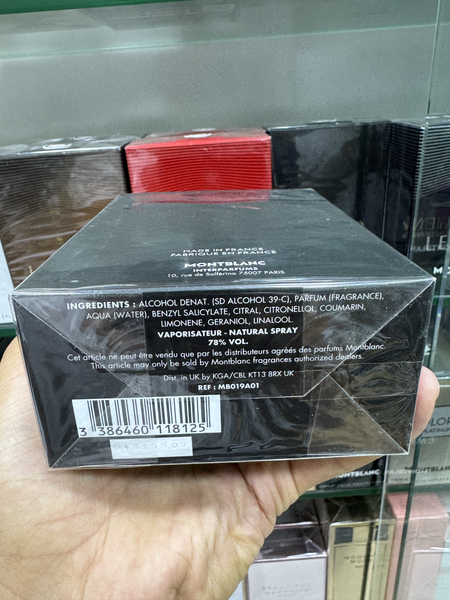 MADE IN FRANCE
FABRIQUE EN FRANCE
MONTBLANC
INTERPARFUMS
10, rue de Solférino 75007 PARIS
INGREDIENTS : ALCOHOL DENAT. (SD ALCOHOL 39-C), PARFUM (FRAGRANCE),
AQUA (WATER), BENZYL SALICYLATE, CITRAL, CITRONELLOL, COUMARIN,
LIMONENE, GERANIOL, LINALOOL.
VAPORISATEUR - NATURAL SPRAY
78% VOL.
Cet article ne peut être vendu que par les distributeurs agréés des parfums Montblanc.
This article may only be sold by Montblanc fragrances authorized dealers.
Dist. in UK by KGA/CBL KT13 8RX UK
REF : MB019A01
3 386460 118125